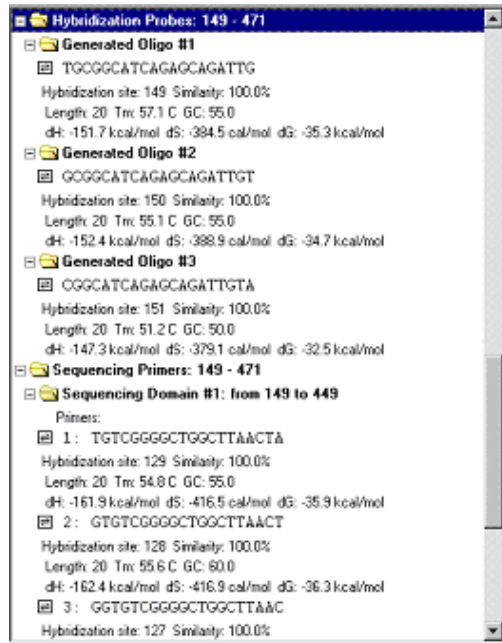 Hybridization Probes: 149 - 471
Generated Oligo #1
TGCGGCATCAGAGCAGATTG
Hybridization site: 149 Similarity: 100.0%
Length: 20 Tm: 57.1 C GC: 55.0
dH: -151.7 kcal/mol dS: -384.5 cal/mol dG: -35.3 kcal/mol
Generated Oligo #2
GCGGCATCAGAGCAGATTGT
Hybridization site: 150 Similarity: 100.0%
Length: 20 Tm: 55.1 C GC: 55.0
dH: -152.4 kcal/mol dS: -388.9 cal/mol dG: -34.7 kcal/mol
Generated Oligo #3
CGGCATCAGAGCAGATTGTA
Hybridization site: 151 Similarity: 100.0%
Length: 20 Tm: 51.2 C GC: 50.0
dH: -147.3 kcal/mol dS: -379.1 cal/mol dG: -32.5 kcal/mol
Sequencing Primers: 149 - 471
Sequencing Domain #1: from 149 to 449
Primers:
1: TGTCGGGGCTGGCTTAACTA
Hybridization site: 129 Similarity: 100.0%
Length: 20 Tm: 54.8 C GC: 55.0
dH: -161.9 kcal/mol dS: -416.5 cal/mol dG: -35.9 kcal/mol
2: GTGTCGGGGCTGGCTTAACT
Hybridization site: 128 Similarity: 100.0%
Length: 20 Tm: 55.6 C GC: 60.0
dH: -162.4 kcal/mol dS: -416.9 cal/mol dG: -36.3 kcal/mol
3: GGTGTCGGGGCTGGCTTAAC
Hybridization site: 127 Similarity: 100.0%